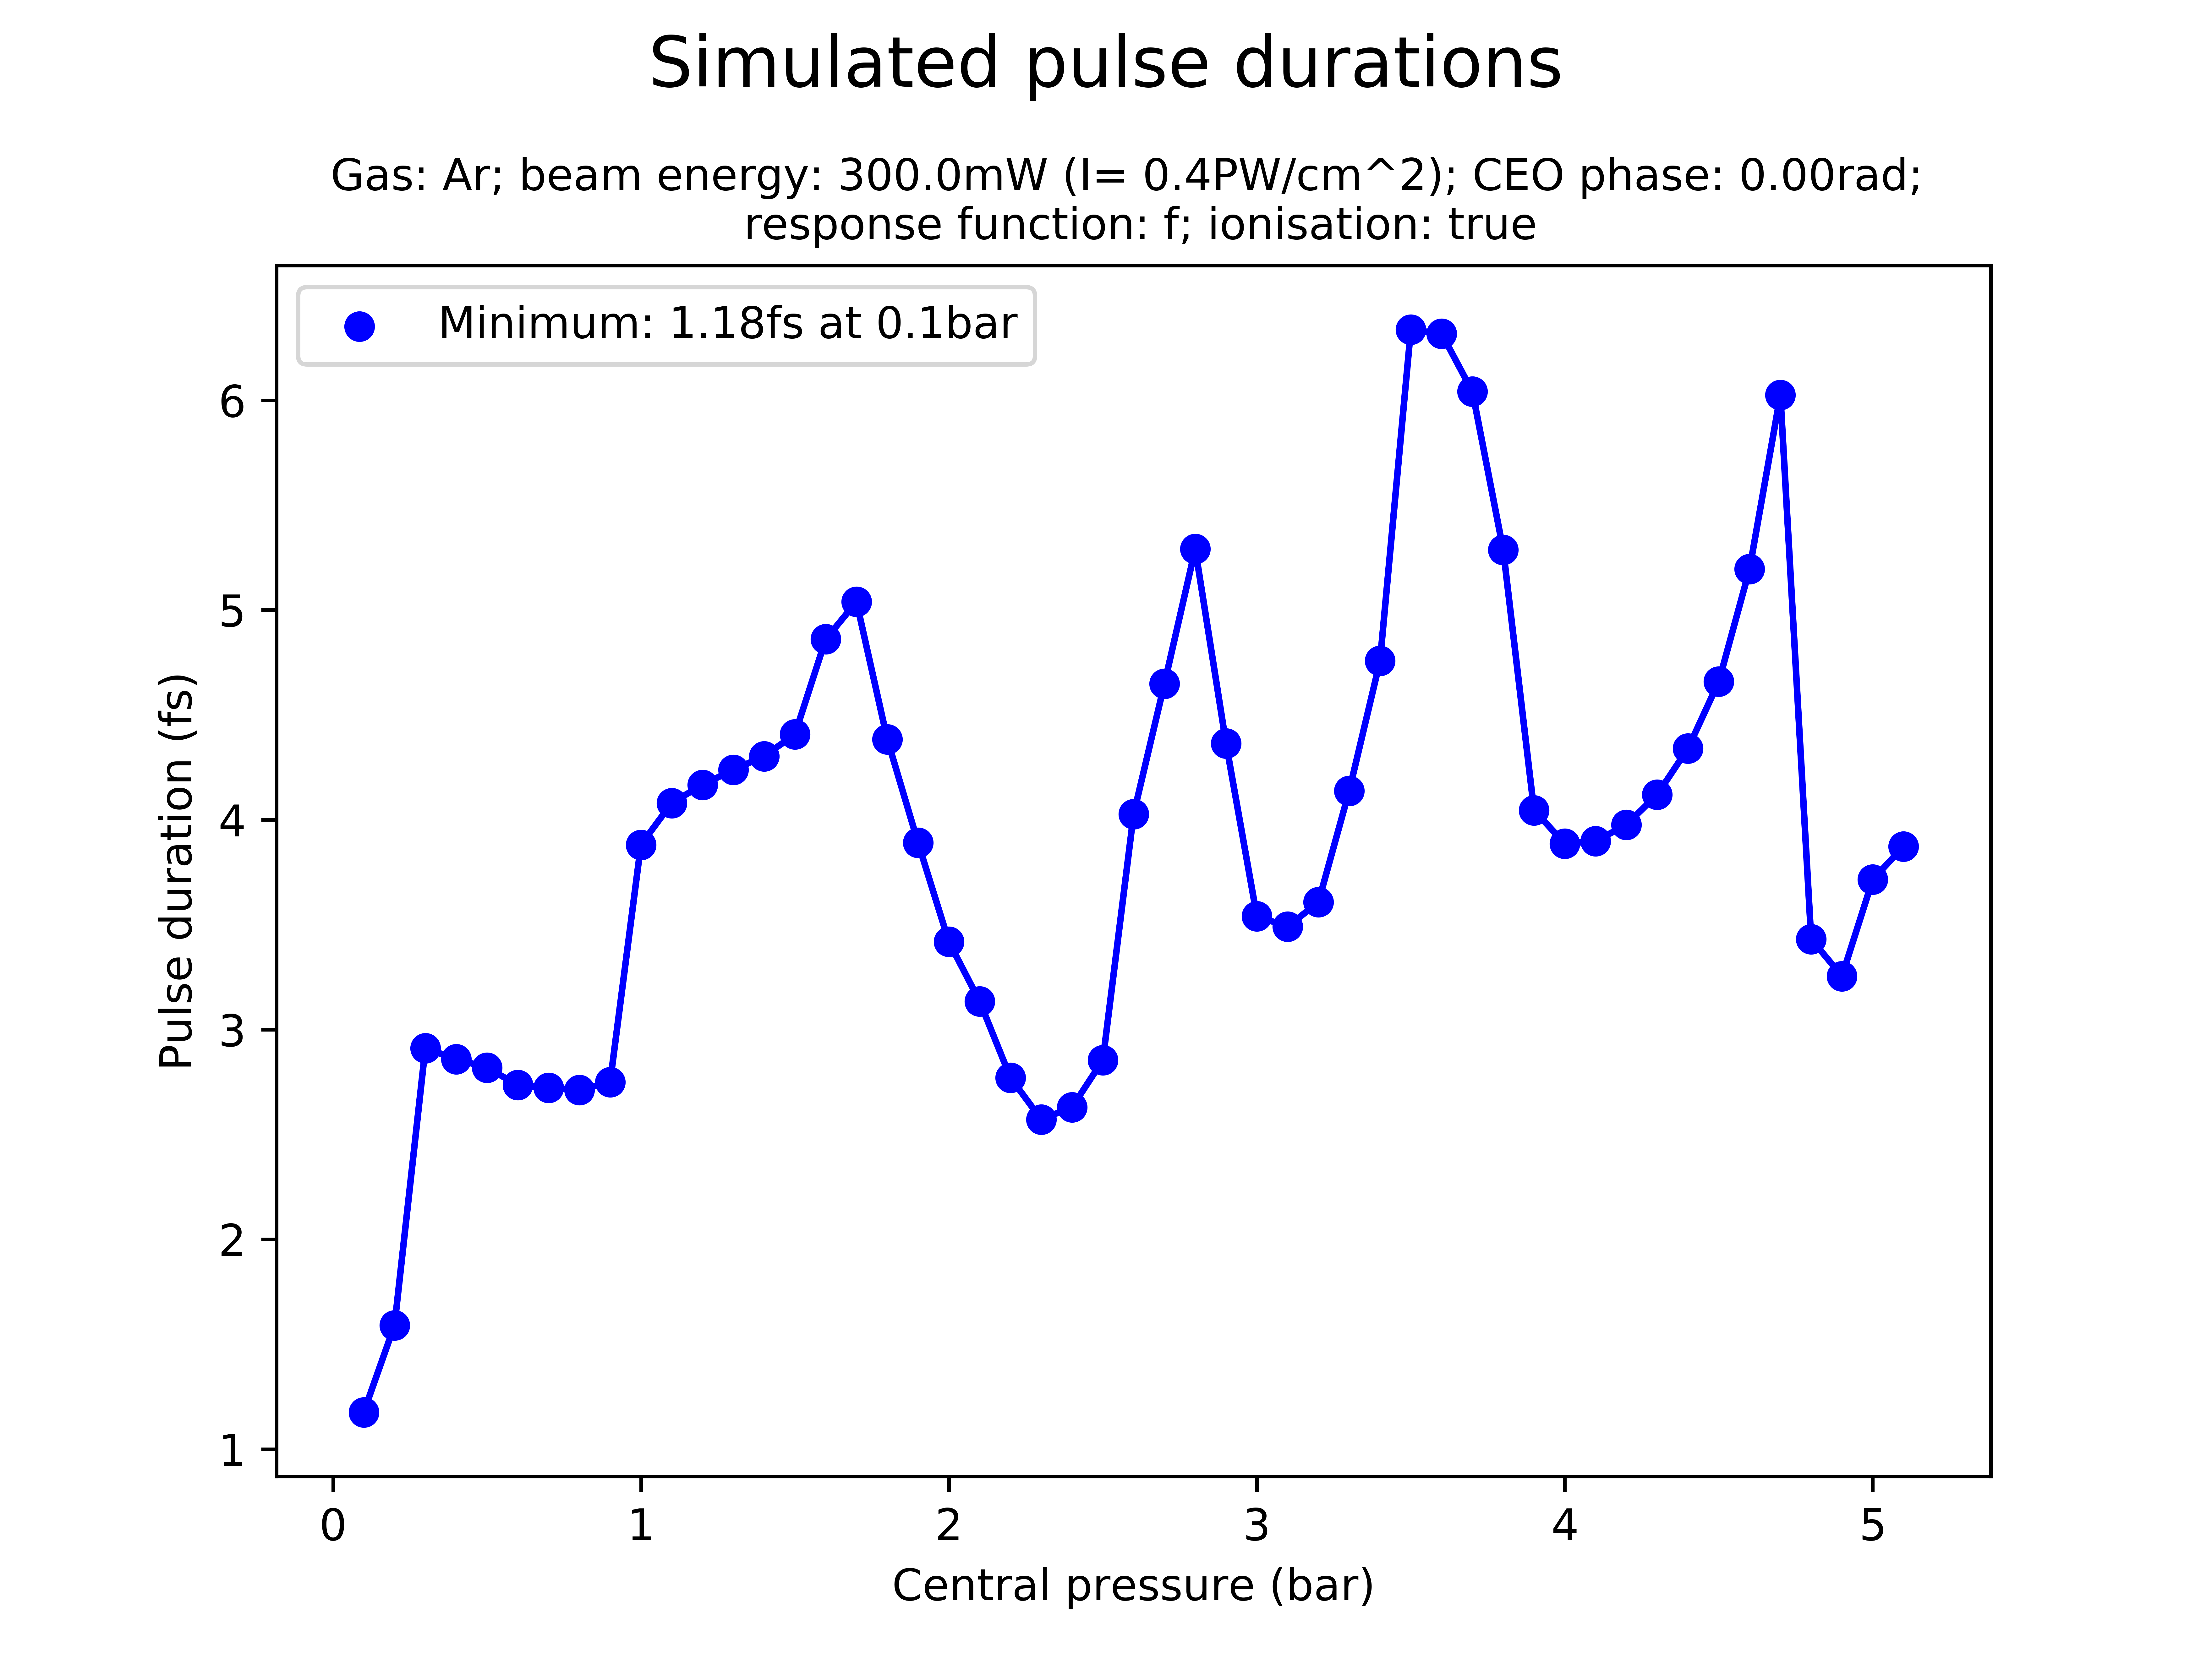 Simulated pulse durations
Gas: Ar; beam energy: 300.0mW (I= 0.4PW/cm^2); CEO phase: 0.00rad;
response function: f; ionisation: true
Minimum: 1.18fs at 0.1bar
6
5
4
3
2
1
Pulse duration (fs)
0 1 2 3 4 5
Central pressure (bar)